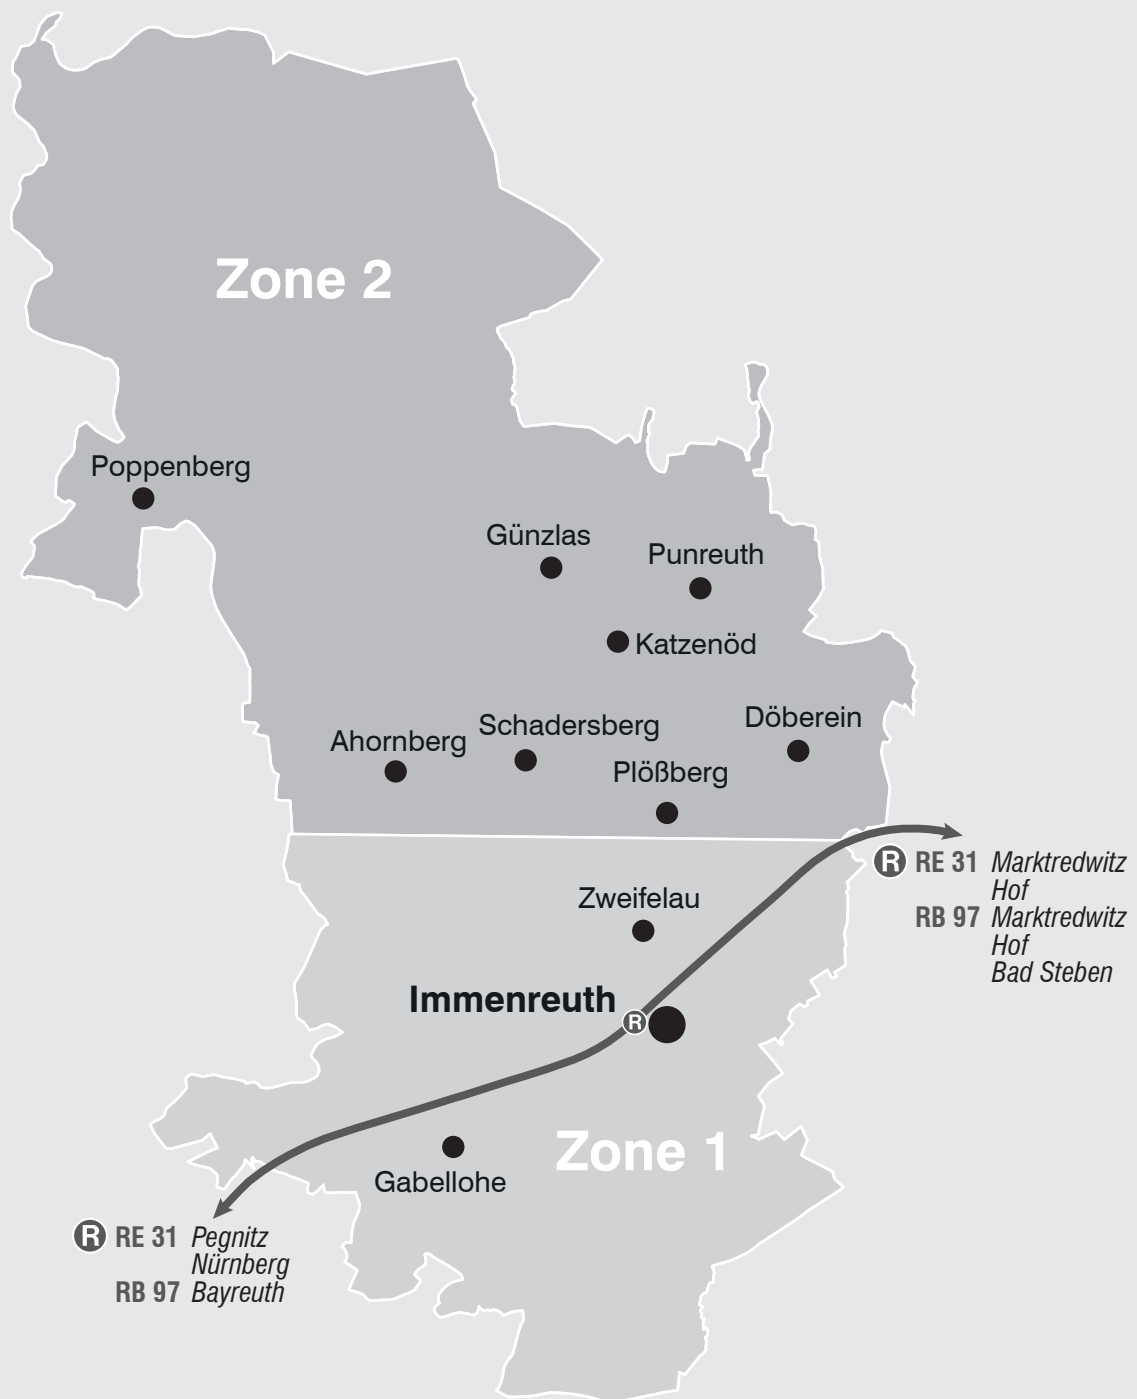 Zone 2
Poppenberg
Günzlas
Punreuth
Katzenöd
Döberein
Schadersberg
Ahornberg
Plößberg
R RE 31 Marktredwitz
Hof
RB 97 Marktredwitz
Hof
Bad Steben
Zweifelau
Immenreuth
R
Zone 1
Gabellohe
R RE 31 Pegnitz
Nürnberg
RB 97 Bayreuth